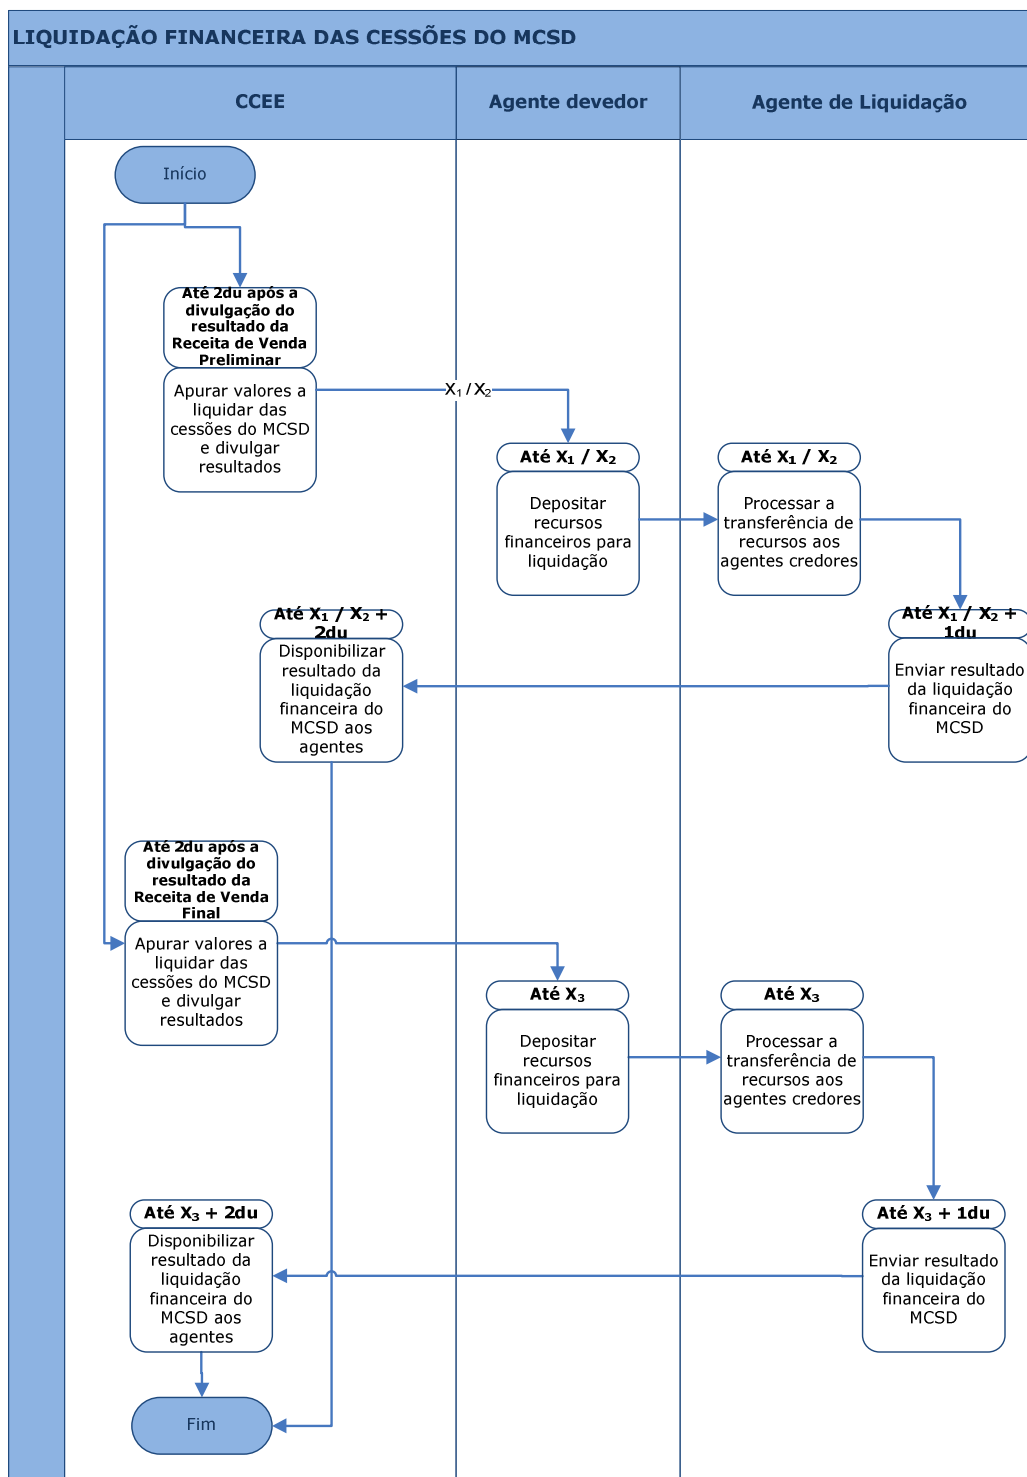 LIQUIDAÇÃO FINANCEIRA DAS CESSÕES DO MCSD
CCEE
Agente devedor
Agente de Liquidação
Início
Até 2du após a
divulgação do
resultado da
Receita de Venda
Preliminar
Apurar valores a
liquidar das
cessões do MCSD
e divulgar
resultados
X₁ / X₂
Até X₁ / X₂
Depositar
recursos
financeiros para
liquidação
Até X₁ / X₂
Processar a
transferência de
recursos aos
agentes credores
Até X₁ / X₂ +
1du
Enviar resultado
da liquidação
financeira do
MCSD
Até X₁ / X₂ +
2du
Disponibilizar
resultado da
liquidação
financeira do
MCSD aos
agentes
Até 2du após a
divulgação do
resultado da
Receita de Venda
Final
Apurar valores a
liquidar das
cessões do MCSD
e divulgar
resultados
Até X₃
Depositar
recursos
financeiros para
liquidação
Até X₃
Processar a
transferência de
recursos aos
agentes credores
Até X₃ + 1du
Enviar resultado
da liquidação
financeira do
MCSD
Até X₃ + 2du
Disponibilizar
resultado da
liquidação
financeira do
MCSD aos
agentes
Fim